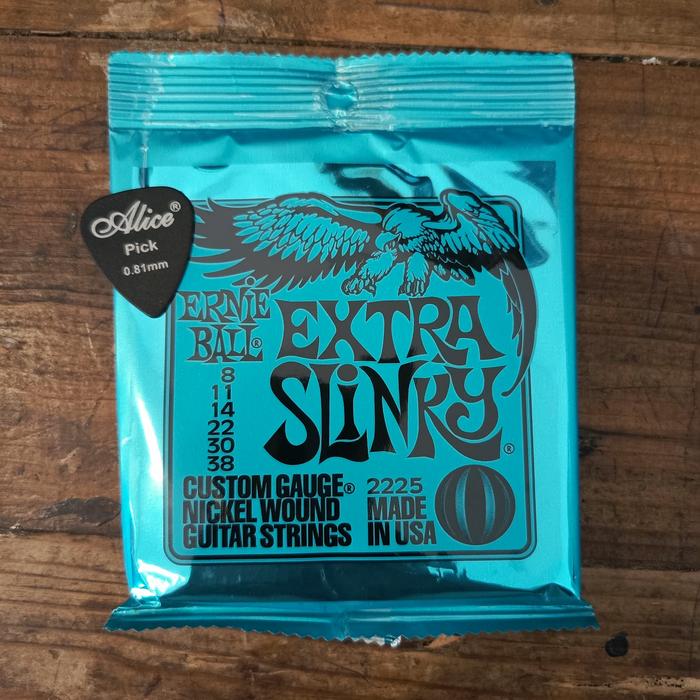 Alice®
Pick
0.81mm
ERNIE
BALL®
EXTRA
SLINKY®
8
11
14
22
30
38
CUSTOM GAUGE®
NICKEL WOUND
GUITAR STRINGS
2225
MADE
IN USA